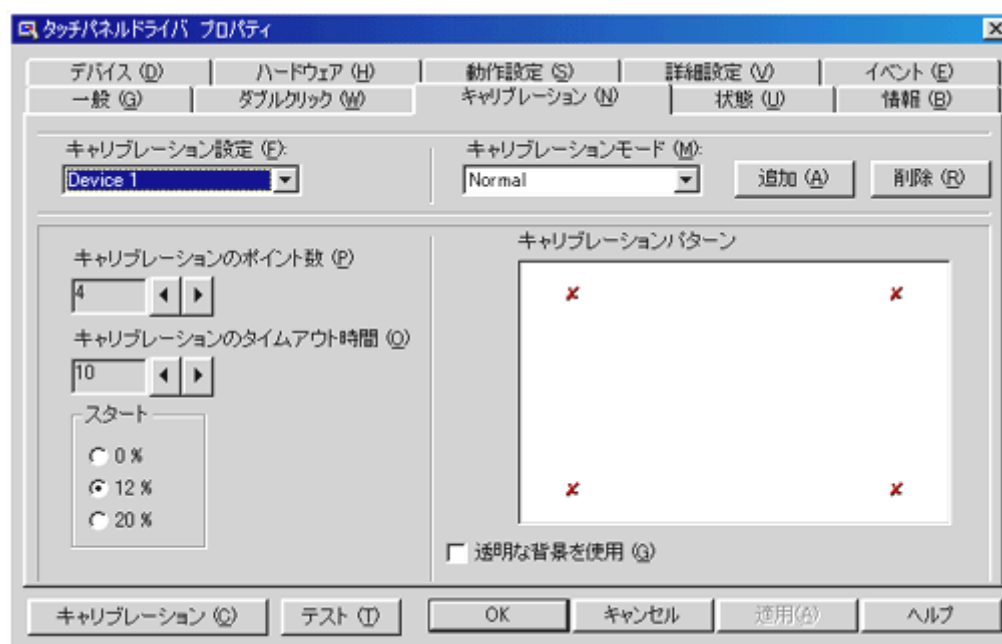 タッチパネルドライバ プロパティ
デバイス (D) ハードウェア (H) 動作設定 (S) 詳細設定 (V) イベント (E)
一般 (G) ダブルクリック (W) キャリブレーション (N) 状態 (U) 情報 (B)
キャリブレーション設定 (F): キャリブレーションモード (M):
Device 1 Normal 追加 (A) 削除 (R)
キャリブレーションパターン
キャリブレーションのポイント数 (P)
4
キャリブレーションのタイムアウト時間 (O)
10
スタート
0 %
12 %
20 %
透明な背景を使用 (G)
キャリブレーション (C) テスト (T) OK キャンセル 適用(A) ヘルプ